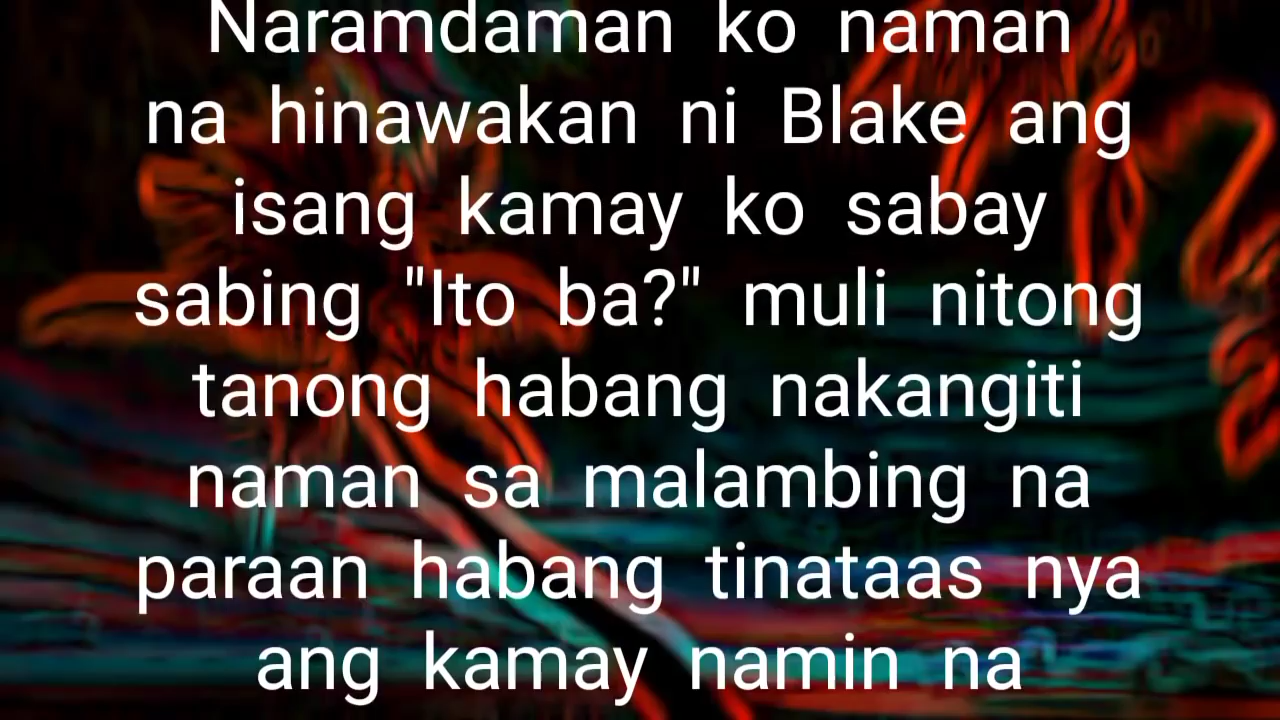 Naramdaman ko naman
na hinawakan ni Blake ang
isang kamay ko sabay
sabing "Ito ba?" muli nitong
tanong habang nakangiti
naman sa malambing na
paraan habang tinataas nya
ang kamay namin na